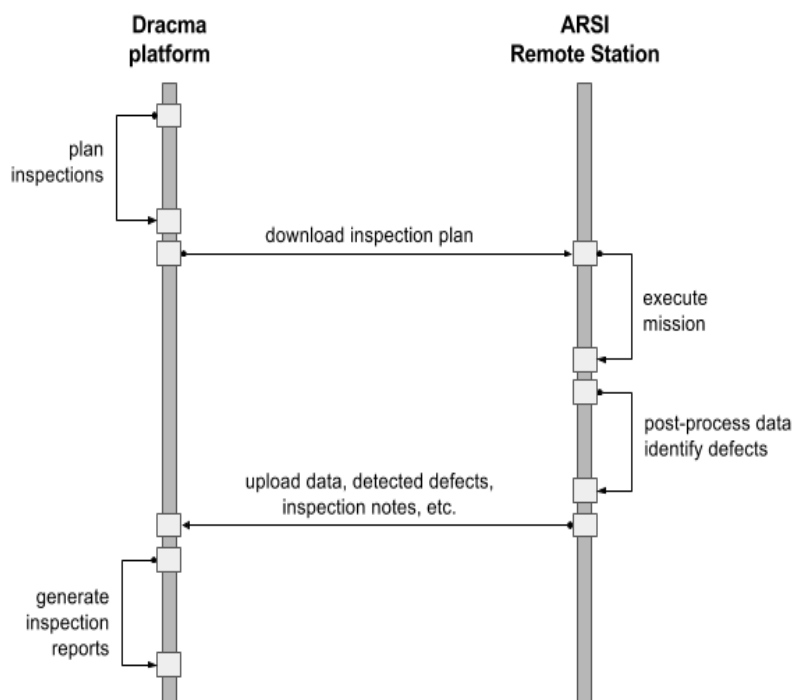 Dracma
platform
ARSI
Remote Station
plan
inspections
download inspection plan
execute
mission
post-process data
identify defects
upload data, detected defects,
inspection notes, etc.
generate
inspection
reports